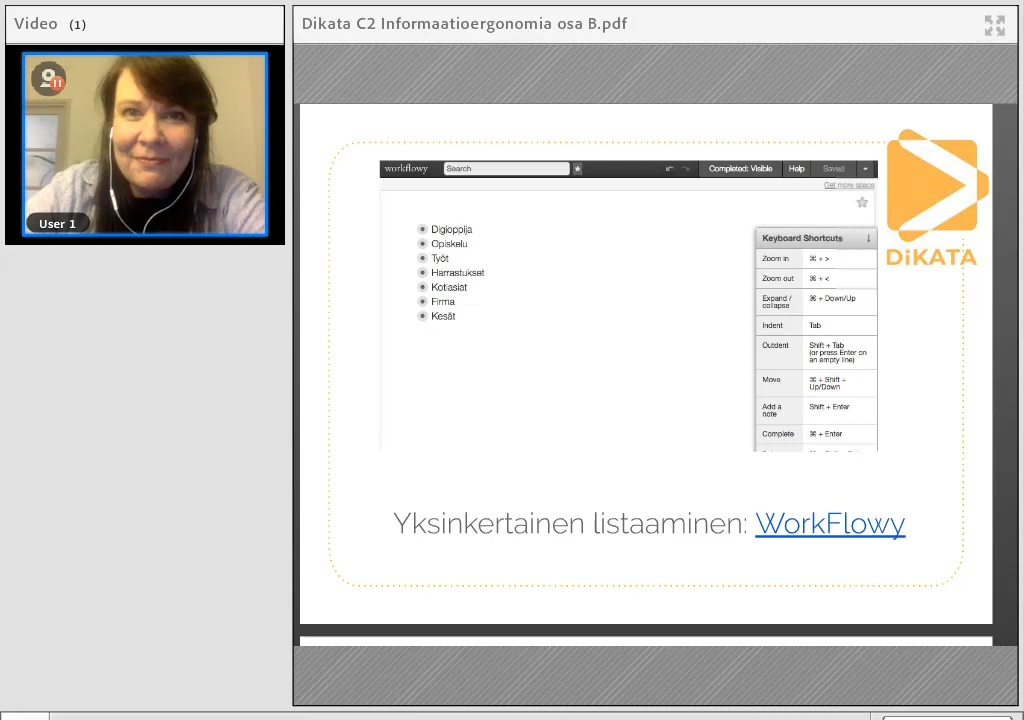 Video (1)
User 1
Dikata C2 Informaatioergonomia osa B.pdf
workflowy
Search
Completed: Visible
Help
Saved
Get more space
Digioppija
Opiskelu
Työt
Harrastukset
Kotiasiat
Firma
Kesät
Keyboard Shortcuts ↓
Zoom in ⌘ + >
Zoom out ⌘ + <
Expand / collapse ⌘ + Down/Up
Indent Tab
Outdent Shift + Tab
(or press Enter on
an empty line)
Move ⌘ + Shift +
Up/Down
Add a note Shift + Enter
Complete ⌘ + Enter
DiKATA
Yksinkertainen listaaminen: WorkFlowy